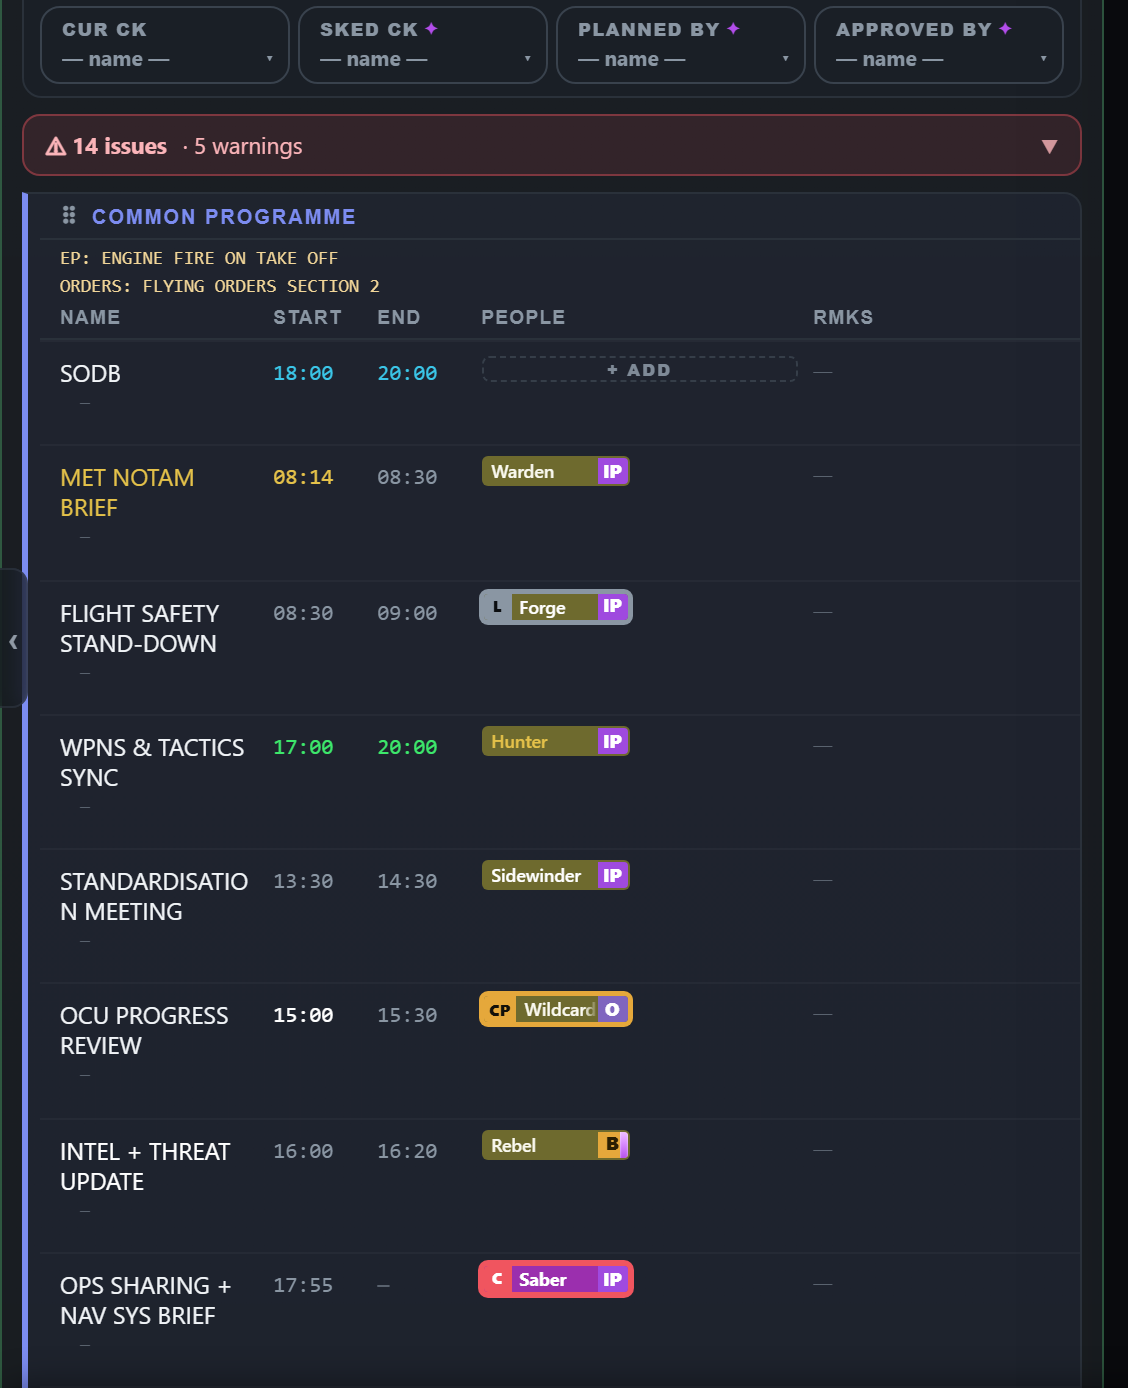 CUR CK
— name —
SKED CK ✦
— name —
PLANNED BY ✦
— name —
APPROVED BY ✦
— name —
⚠ 14 issues · 5 warnings
COMMON PROGRAMME
EP: ENGINE FIRE ON TAKE OFF
ORDERS: FLYING ORDERS SECTION 2
NAME START END PEOPLE RMKS
SODB 18:00 20:00 + ADD —
—
MET NOTAM 08:14 08:30 Warden IP —
BRIEF
—
FLIGHT SAFETY 08:30 09:00 L Forge IP —
STAND-DOWN
—
WPNS & TACTICS 17:00 20:00 Hunter IP —
SYNC
—
STANDARDISATIO 13:30 14:30 Sidewinder IP —
N MEETING
—
OCU PROGRESS 15:00 15:30 CP Wildcard O —
REVIEW
—
INTEL + THREAT 16:00 16:20 Rebel B —
UPDATE
—
OPS SHARING + 17:55 — C Saber IP —
NAV SYS BRIEF
—